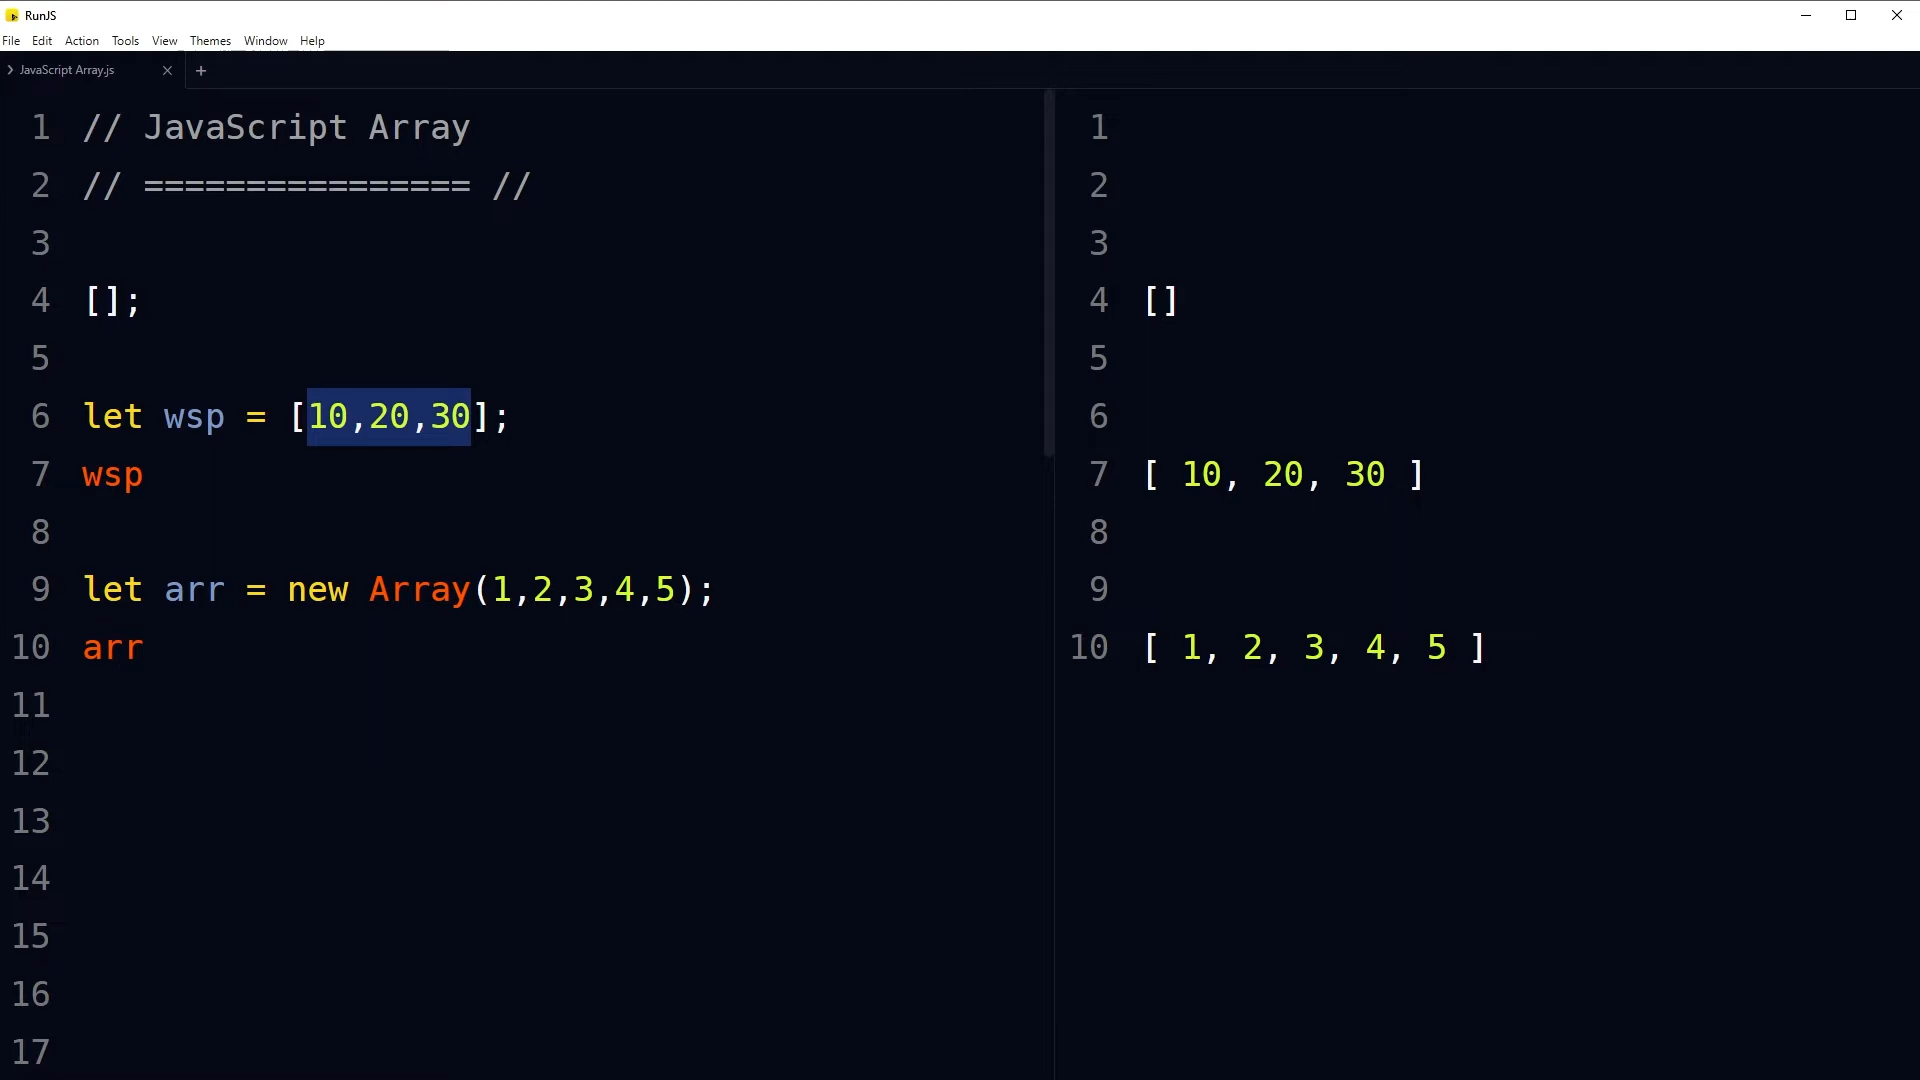 RunJS
File Edit Action Tools View Themes Window Help
JavaScript Array.js
1 // JavaScript Array
2 // ================ //
3
4 [];
5
6 let wsp = [10,20,30];
7 wsp
8
9 let arr = new Array(1,2,3,4,5);
10 arr
11
12
13
14
15
16
17
1
2
3
4 []
5
6
7 [ 10, 20, 30 ]
8
9
10 [ 1, 2, 3, 4, 5 ]